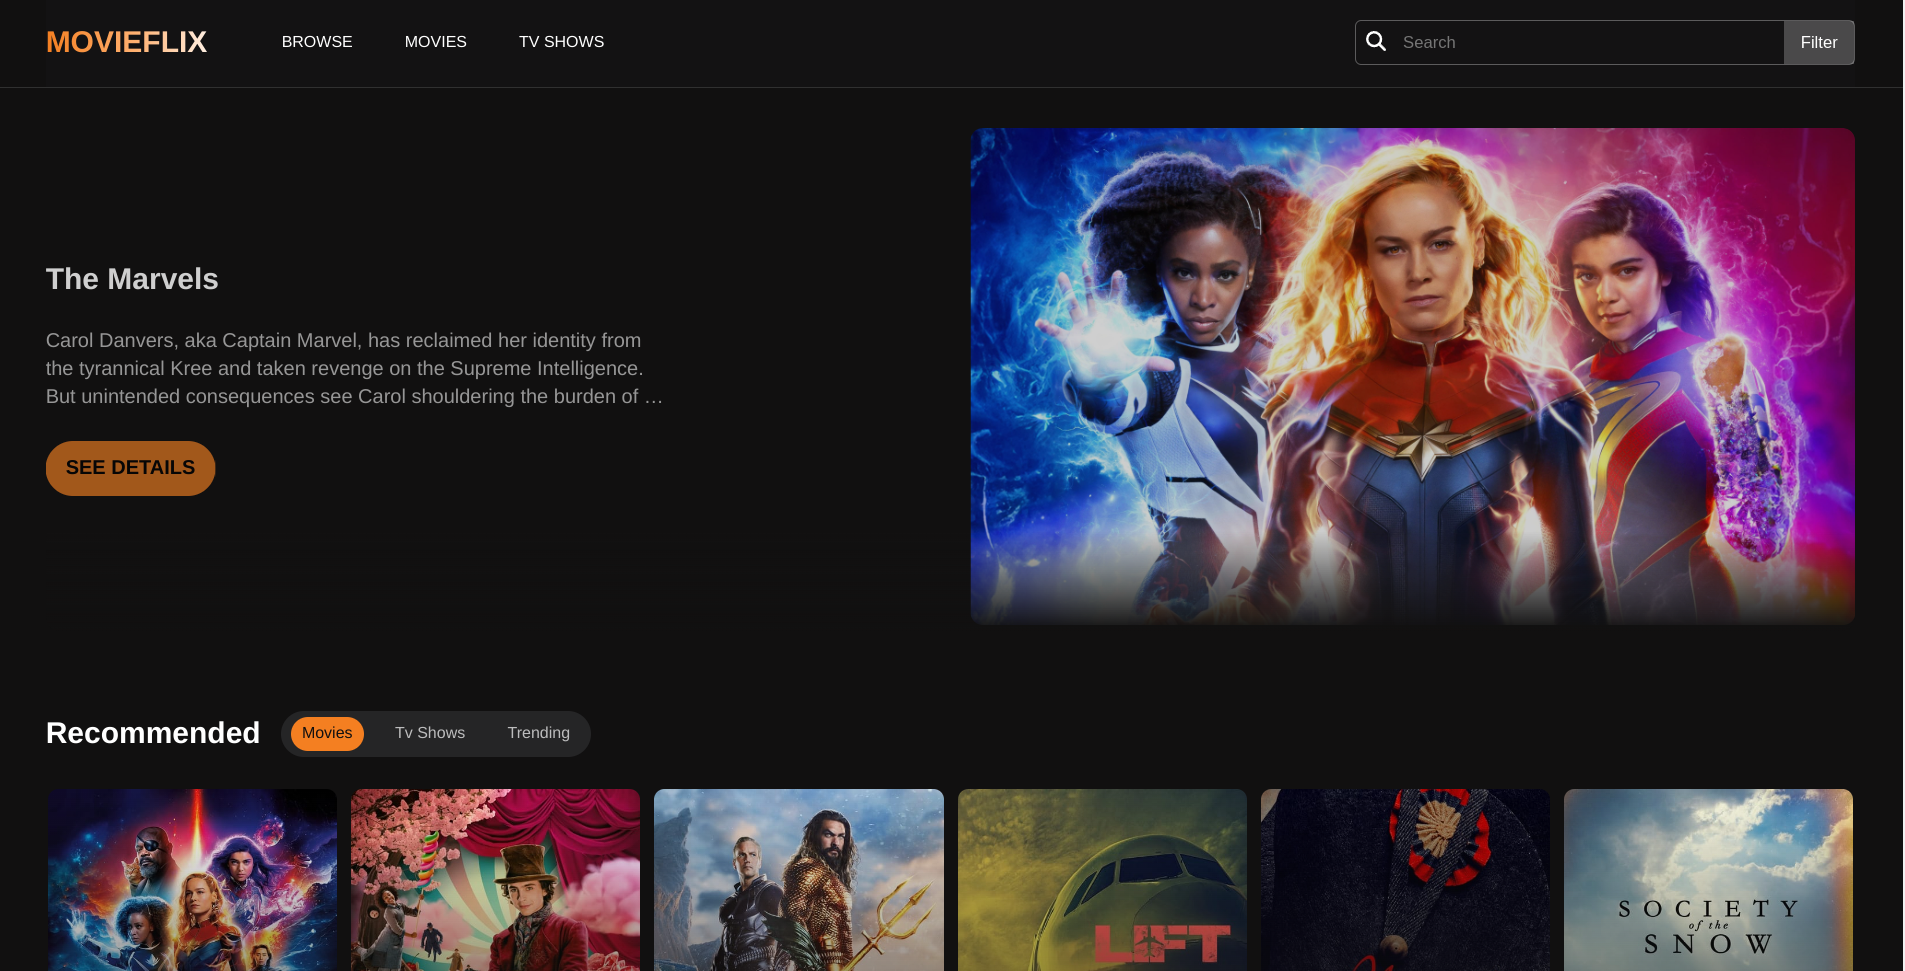 MOVIEFLIX
BROWSE
MOVIES
TV SHOWS
Search
Filter
The Marvels
Carol Danvers, aka Captain Marvel, has reclaimed her identity from
the tyrannical Kree and taken revenge on the Supreme Intelligence.
But unintended consequences see Carol shouldering the burden of …
SEE DETAILS
Recommended
Movies
Tv Shows
Trending
LIFT
SOCIETY
of the
SNOW